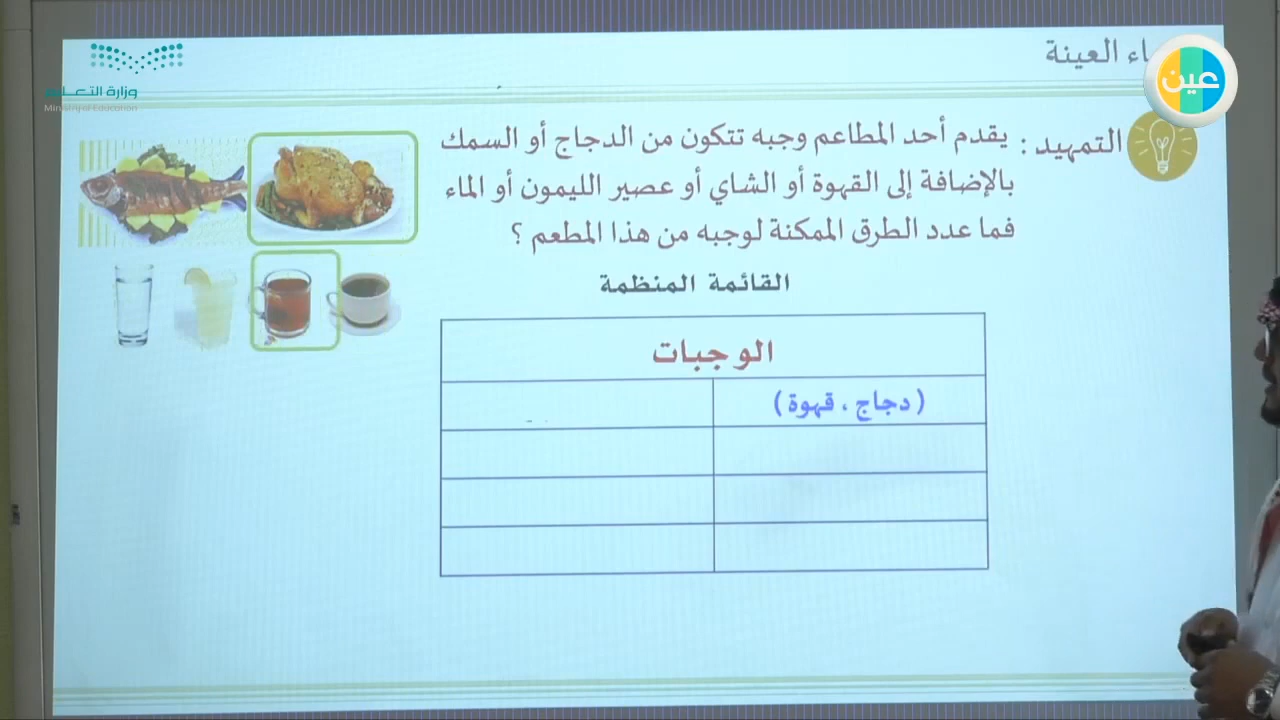 ء العينة
عين
وزارة التعليم
Ministry of Education
التمهيد : يقدم أحد المطاعم وجبه تتكون من الدجاج أو السمك
بالإضافة إلى القهوة أو الشاي أو عصير الليمون أو الماء
فما عدد الطرق الممكنة لوجبه من هذا المطعم ؟
القائمة المنظمة
الوجبات
( دجاج ، قهوة )